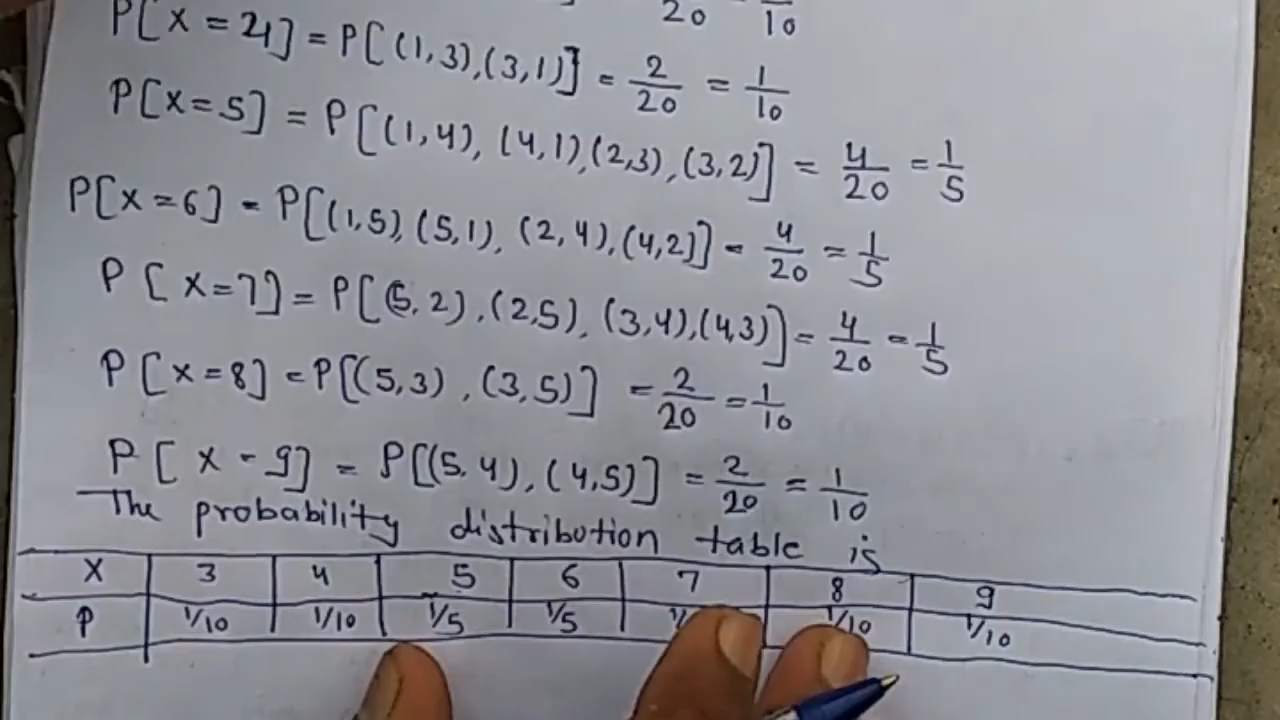 20 10
P[X = 4] = P[(1,3),(3,1)] = 2/20 = 1/10
P[X=5] = P[(1,4), (4,1),(2,3),(3,2)] = 4/20 = 1/5
P[X=6] = P[(1,5),(5,1), (2,4),(4,2)] = 4/20 = 1/5
P[X=7] = P[(5,2),(2,5), (3,4),(4,3)] = 4/20 = 1/5
P[X=8] = P[(5,3),(3,5)] = 2/20 = 1/10
P[X-9] = P[(5,4),(4,5)] = 2/20 = 1/10
The probability distribution table is
X 3 4 5 6 7 8 9
P 1/10 1/10 1/5 1/5 1/10 1/10